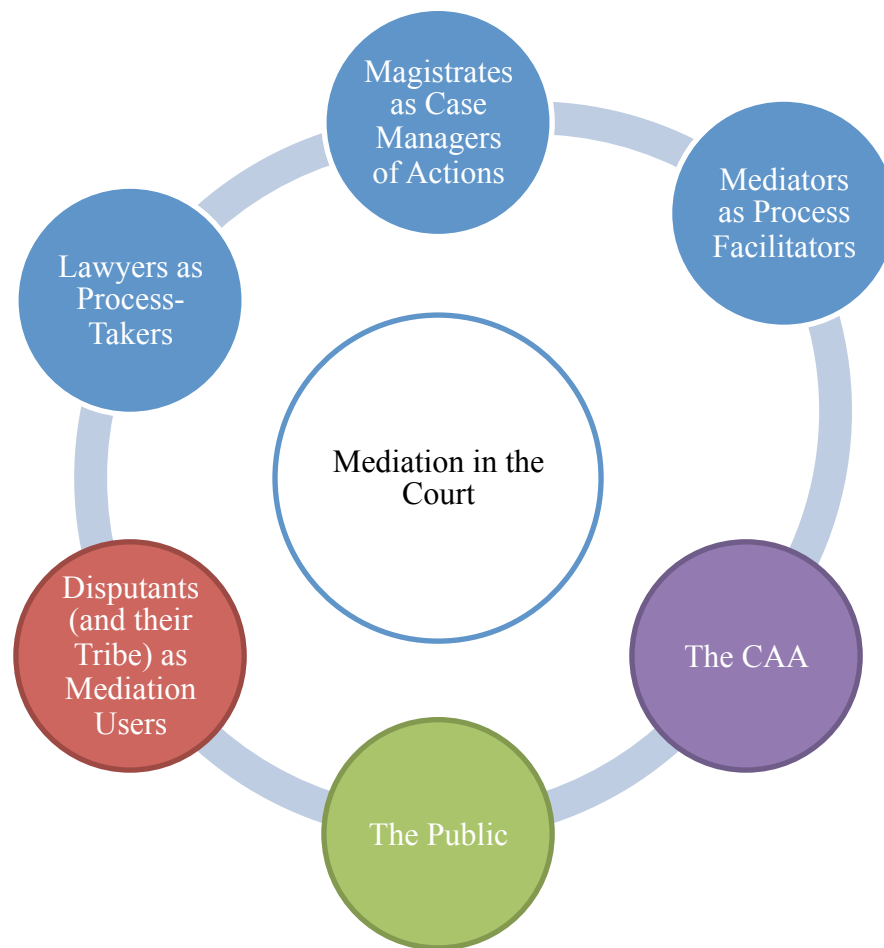 Magistrates
as Case
Managers
of Actions
Mediators
as Process
Facilitators
Lawyers as
Process-
Takers
Mediation in the
Court
Disputants
(and their
Tribe) as
Mediation
Users
The CAA
The Public